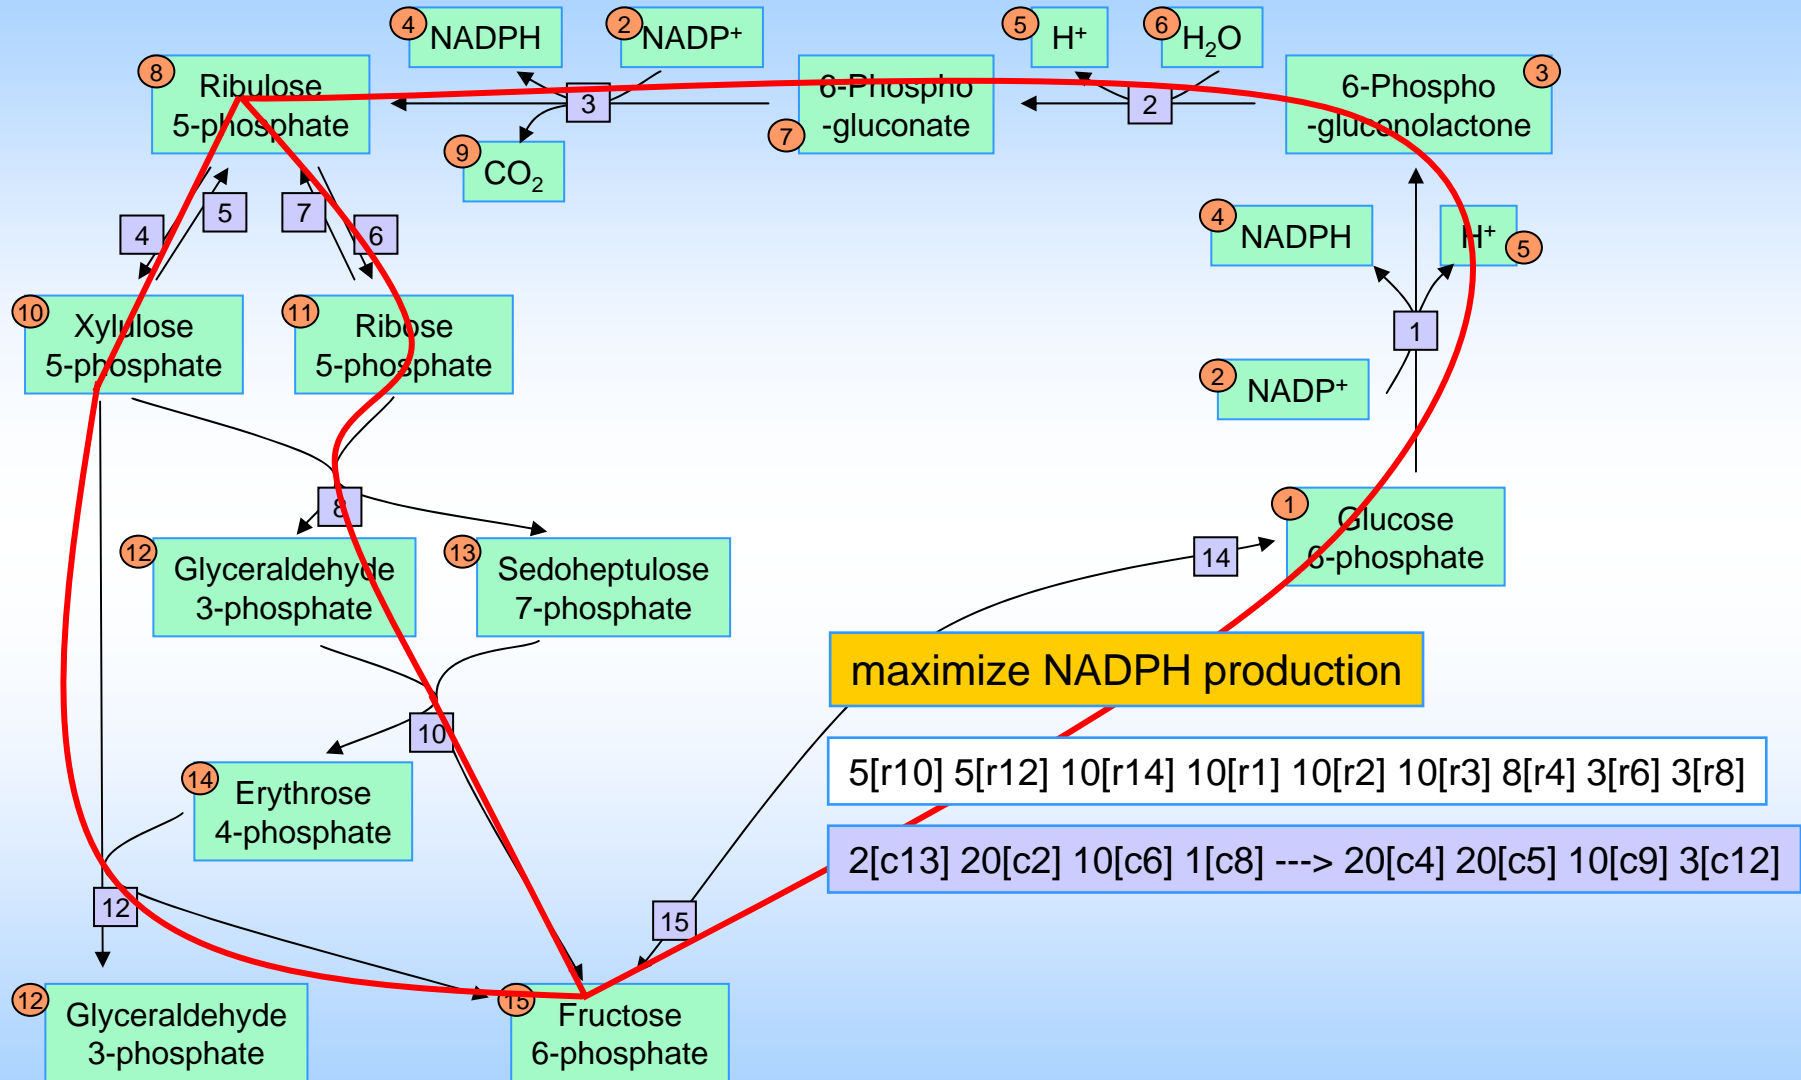 4 NADPH
2 NADP+
5 H+
6 H2O
8 Ribulose
5-phosphate
3
6-Phospho
-gluconate
7
2
6-Phospho
-gluconolactone
3
9 CO2
4
5
7
6
4 NADPH
H+ 5
10 Xylulose
5-phosphate
11 Ribose
5-phosphate
1
2 NADP+
8
1 Glucose
6-phosphate
14
12 Glyceraldehyde
3-phosphate
13 Sedoheptulose
7-phosphate
maximize NADPH production
10
5[r10] 5[r12] 10[r14] 10[r1] 10[r2] 10[r3] 8[r4] 3[r6] 3[r8]
14 Erythrose
4-phosphate
2[c13] 20[c2] 10[c6] 1[c8] ---> 20[c4] 20[c5] 10[c9] 3[c12]
12
15
12 Glyceraldehyde
3-phosphate
15 Fructose
6-phosphate